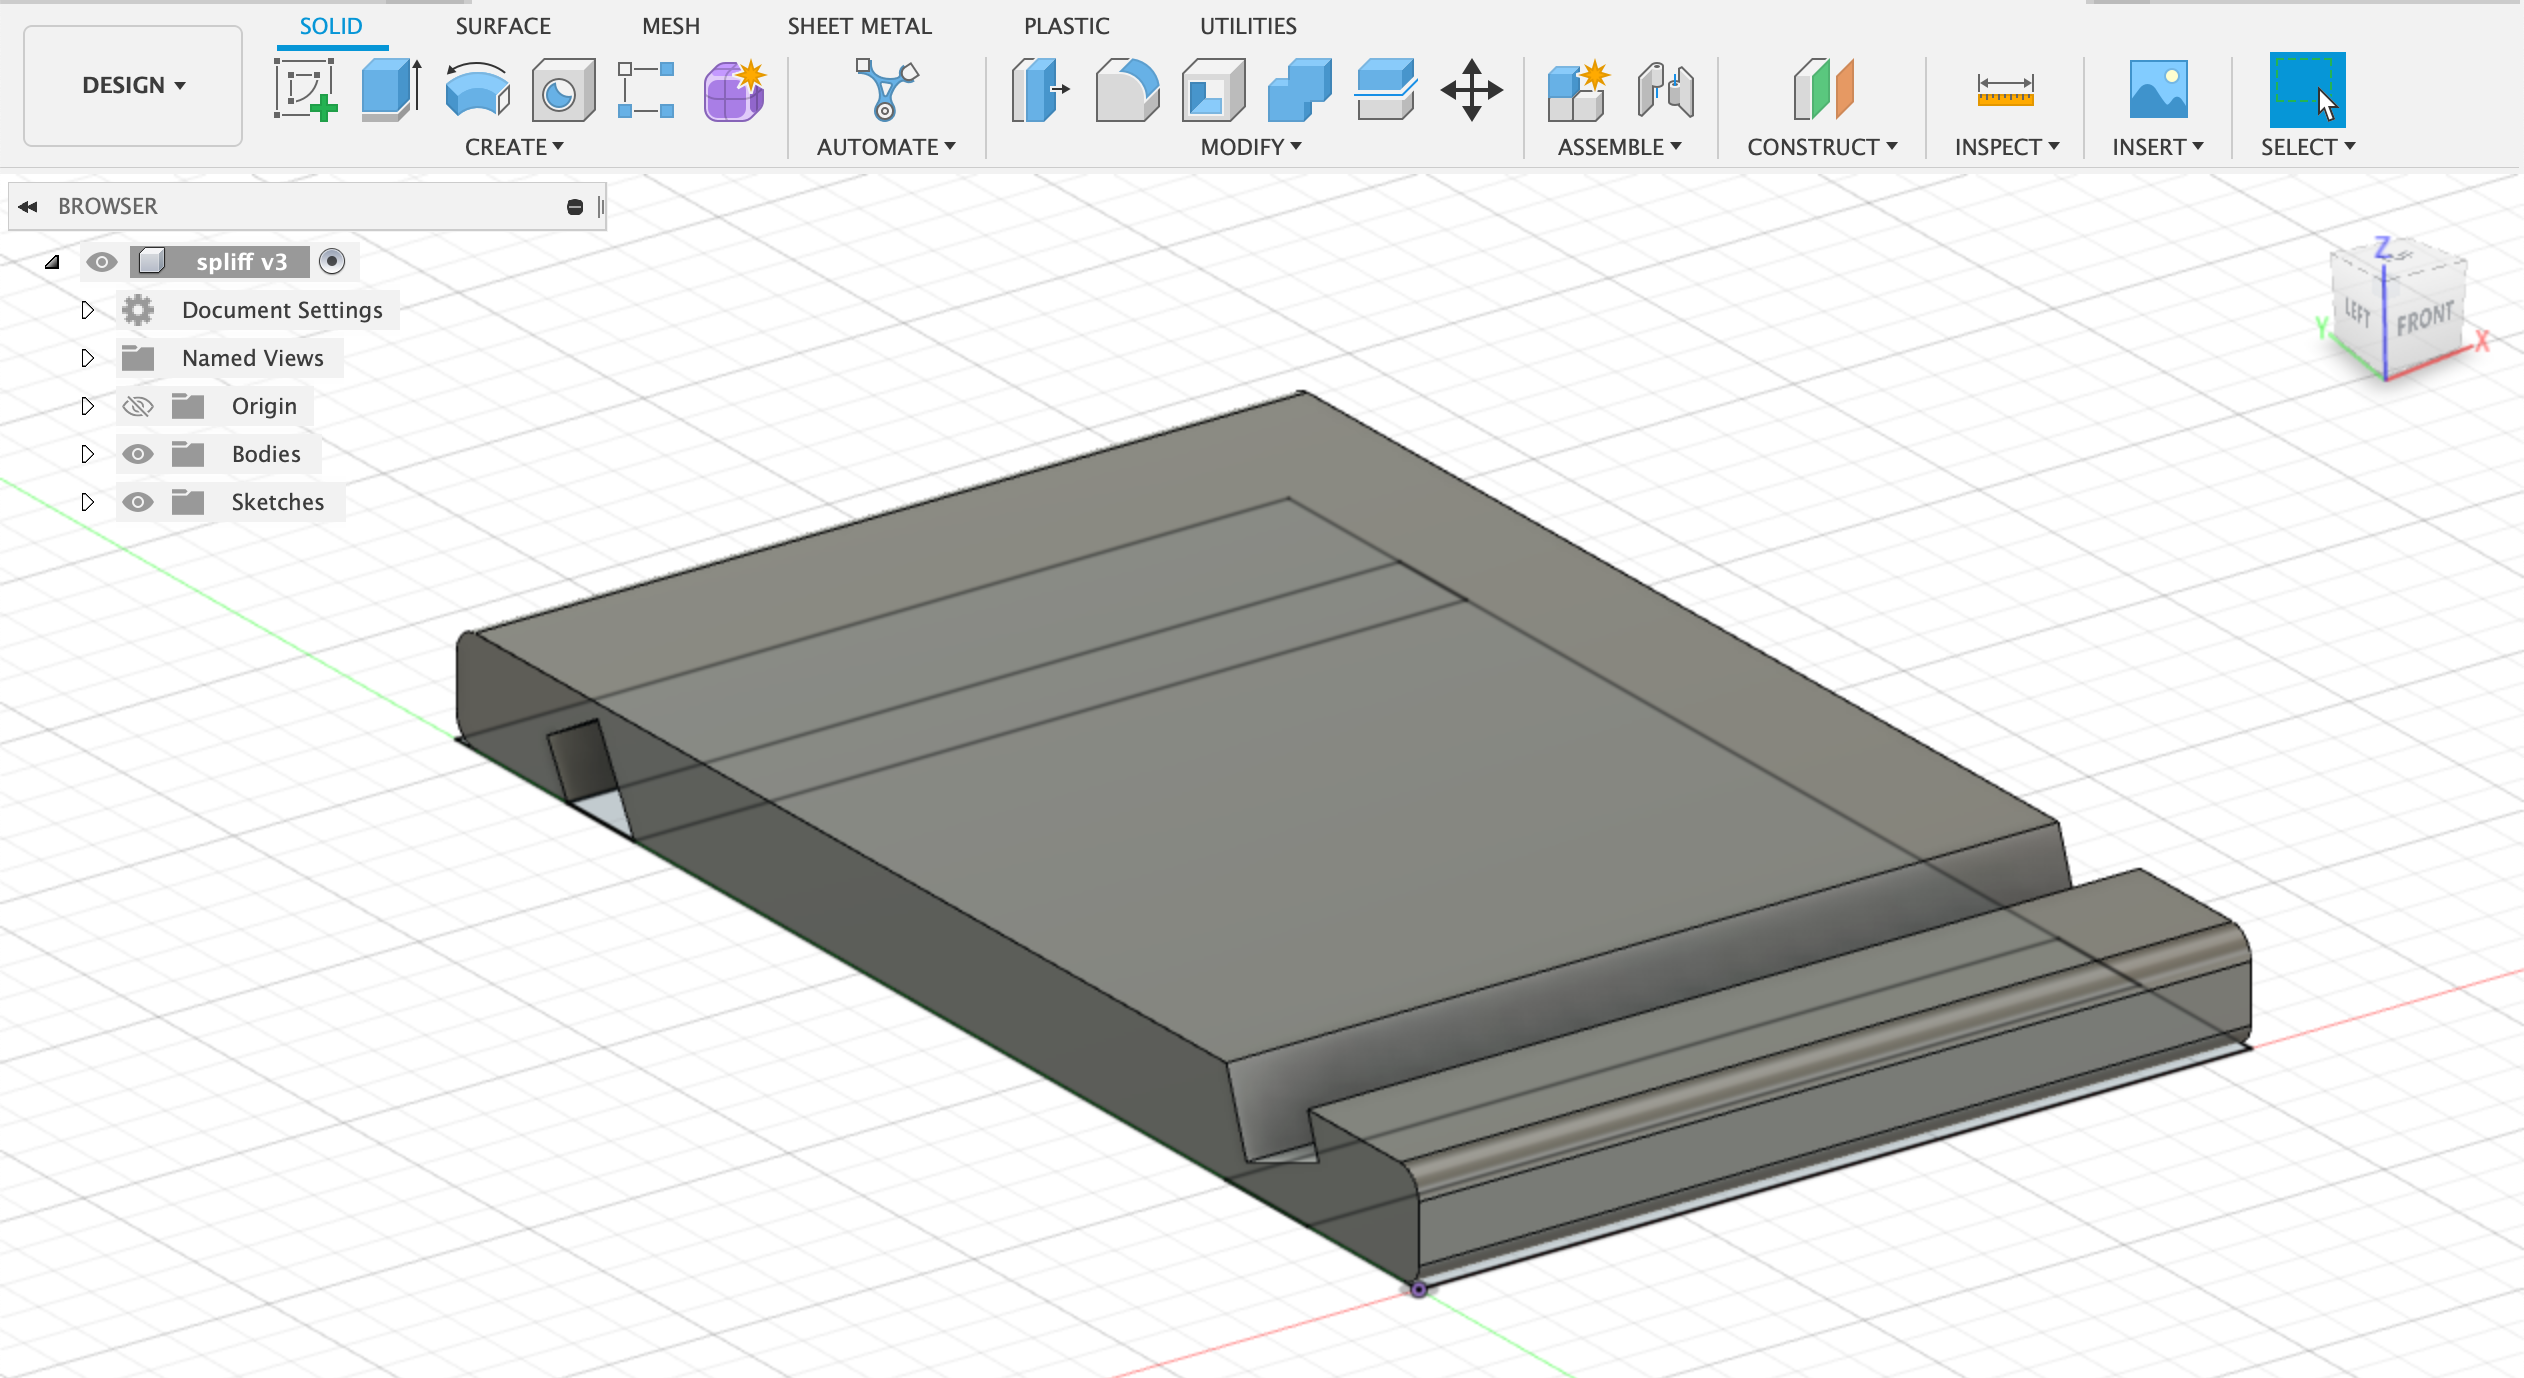 SOLID SURFACE MESH SHEET METAL PLASTIC UTILITIES
DESIGN
CREATE AUTOMATE MODIFY ASSEMBLE CONSTRUCT INSPECT INSERT SELECT
BROWSER
spliff v3
Document Settings
Named Views
Origin
Bodies
Sketches
Z
LEFT FRONT
Y X